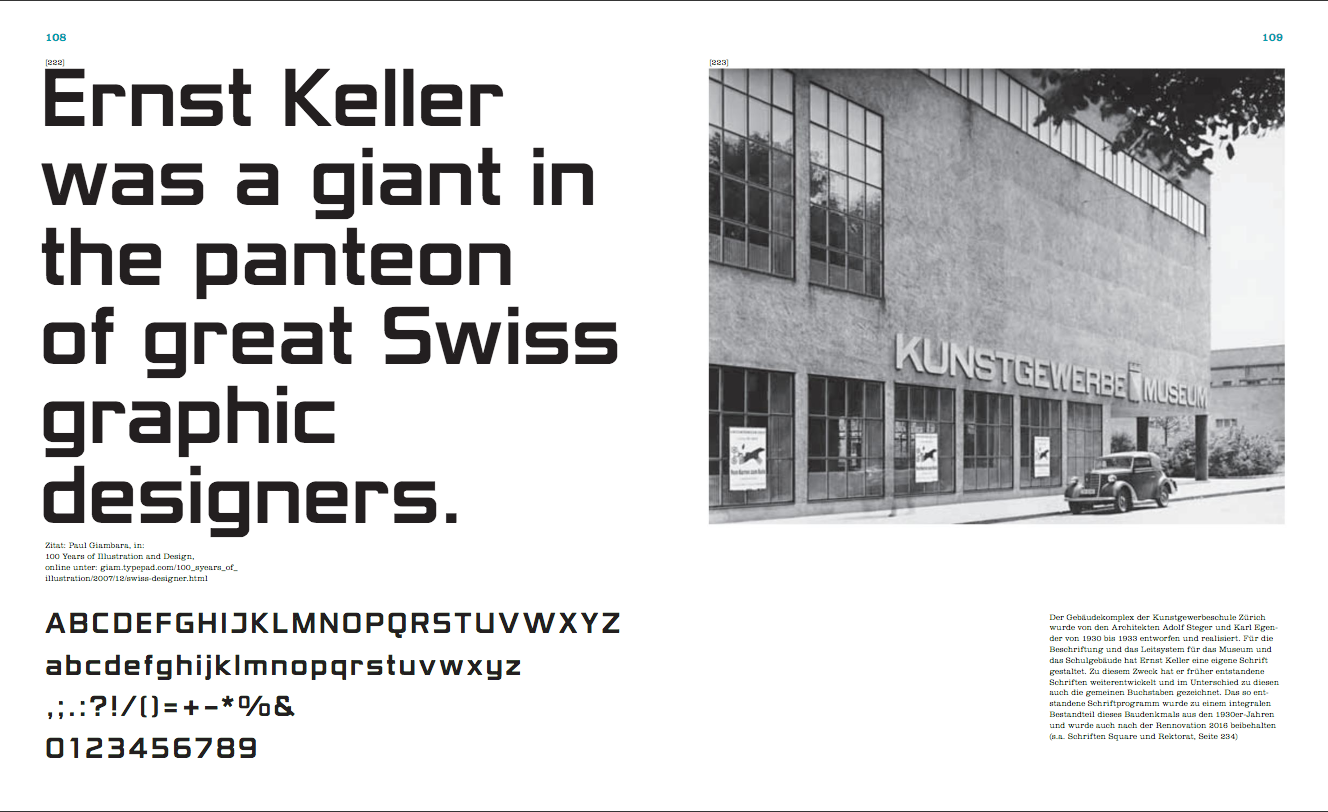 108
109
[222]
Ernst Keller
was a giant in
the panteon
of great Swiss
graphic
designers.
Zitat: Paul Giambara, in:
100 Years of Illustration and Design,
online unter: giam.typepad.com/100_syears_of_
illustration/2007/12/swiss-designer.html
ABCDEFGHIJKLMNOPQRSTUVWXYZ
abcdefghijklmnopqrstuvwxyz
,;.:?!/()=+-*%&
0123456789
[223]
KUNSTGEWERBE MUSEUM
Der Gebäudekomplex der Kunstgewerbeschule Zürich
wurde von den Architekten Adolf Steger und Karl Egen-
der von 1930 bis 1933 entworfen und realisiert. Für die
Beschriftung und das Leitsystem für das Museum und
das Schulgebäude hat Ernst Keller eine eigene Schrift
gestaltet. Zu diesem Zweck hat er früher entstandene
Schriften weiterentwickelt und im Unterschied zu diesen
auch die gemeinen Buchstaben gezeichnet. Das so ent-
standene Schriftprogramm wurde zu einem integralen
Bestandteil dieses Baudenkmals aus den 1930er-Jahren
und wurde auch nach der Rennovation 2016 beibehalten
(s.a. Schriften Square und Rektorat, Seite 234)